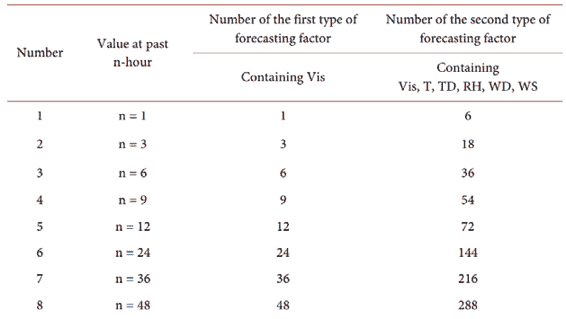 Number Value at past n-hour Number of the first type of forecasting factor Number of the second type of forecasting factor
Containing Vis Containing Vis, T, TD, RH, WD, WS
1 n = 1 1 6
2 n = 3 3 18
3 n = 6 6 36
4 n = 9 9 54
5 n = 12 12 72
6 n = 24 24 144
7 n = 36 36 216
8 n = 48 48 288